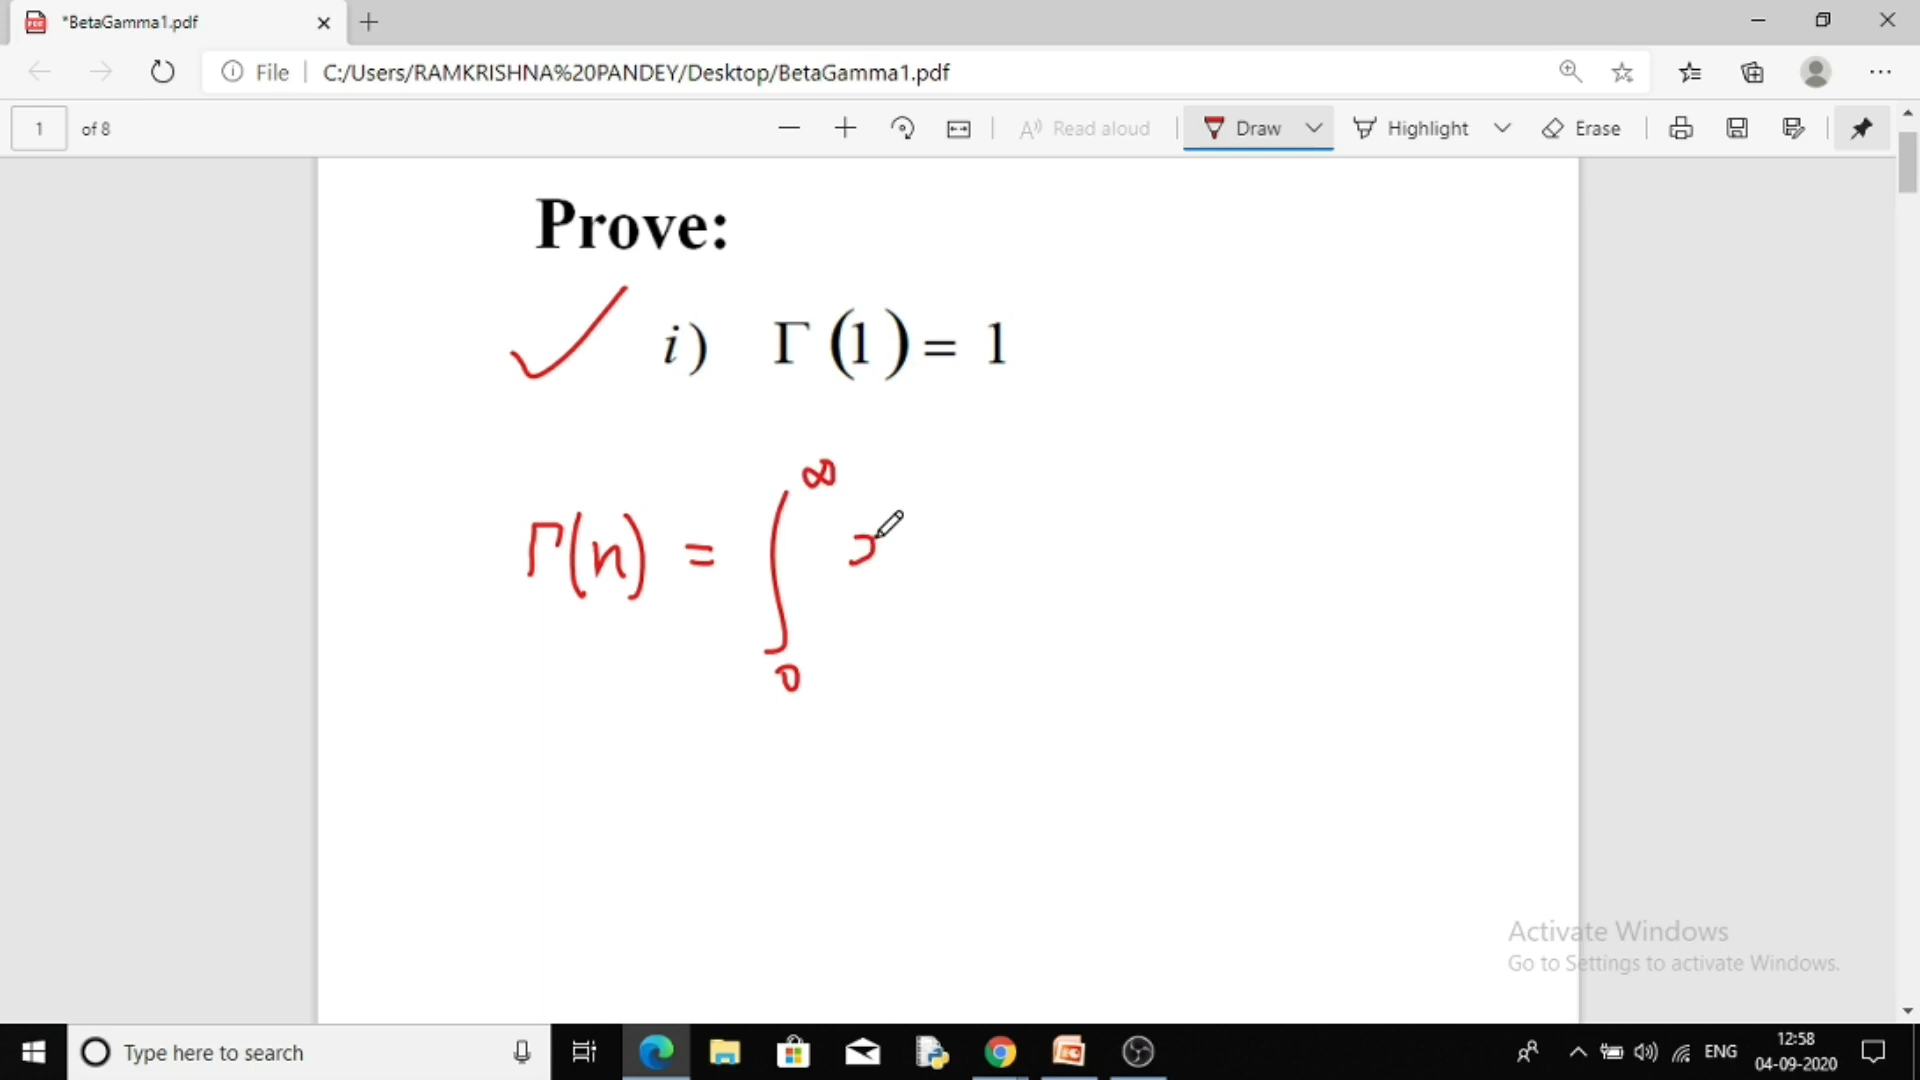 *BetaGamma1.pdf
File C:/Users/RAMKRISHNA%20PANDEY/Desktop/BetaGamma1.pdf
1 of 8 Read aloud Draw Highlight Erase
Prove:
i) Γ(1) = 1
∞
Γ(n) = ∫
0
Activate Windows
Go to Settings to activate Windows.
Type here to search
ENG
12:58
04-09-2020